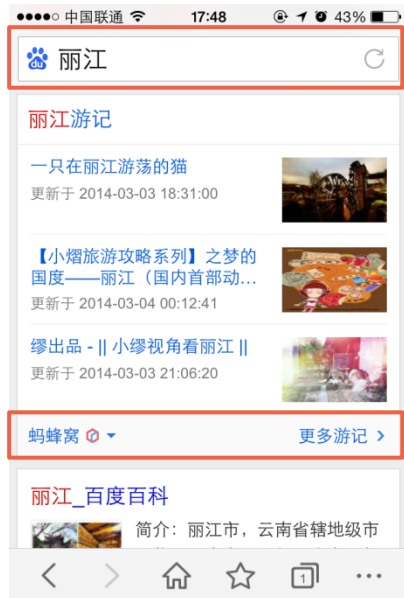 中国联通 17:48 43%
du 丽江
丽江游记
一只在丽江游荡的猫
更新于 2014-03-03 18:31:00
【小熠旅游攻略系列】之梦的
国度——丽江（国内首部动...
更新于 2014-03-04 00:12:41
缪出品 - || 小缪视角看丽江 ||
更新于 2014-03-03 21:06:20
蚂蜂窝 更多游记
丽江_百度百科
简介：丽江市，云南省辖地级市
1